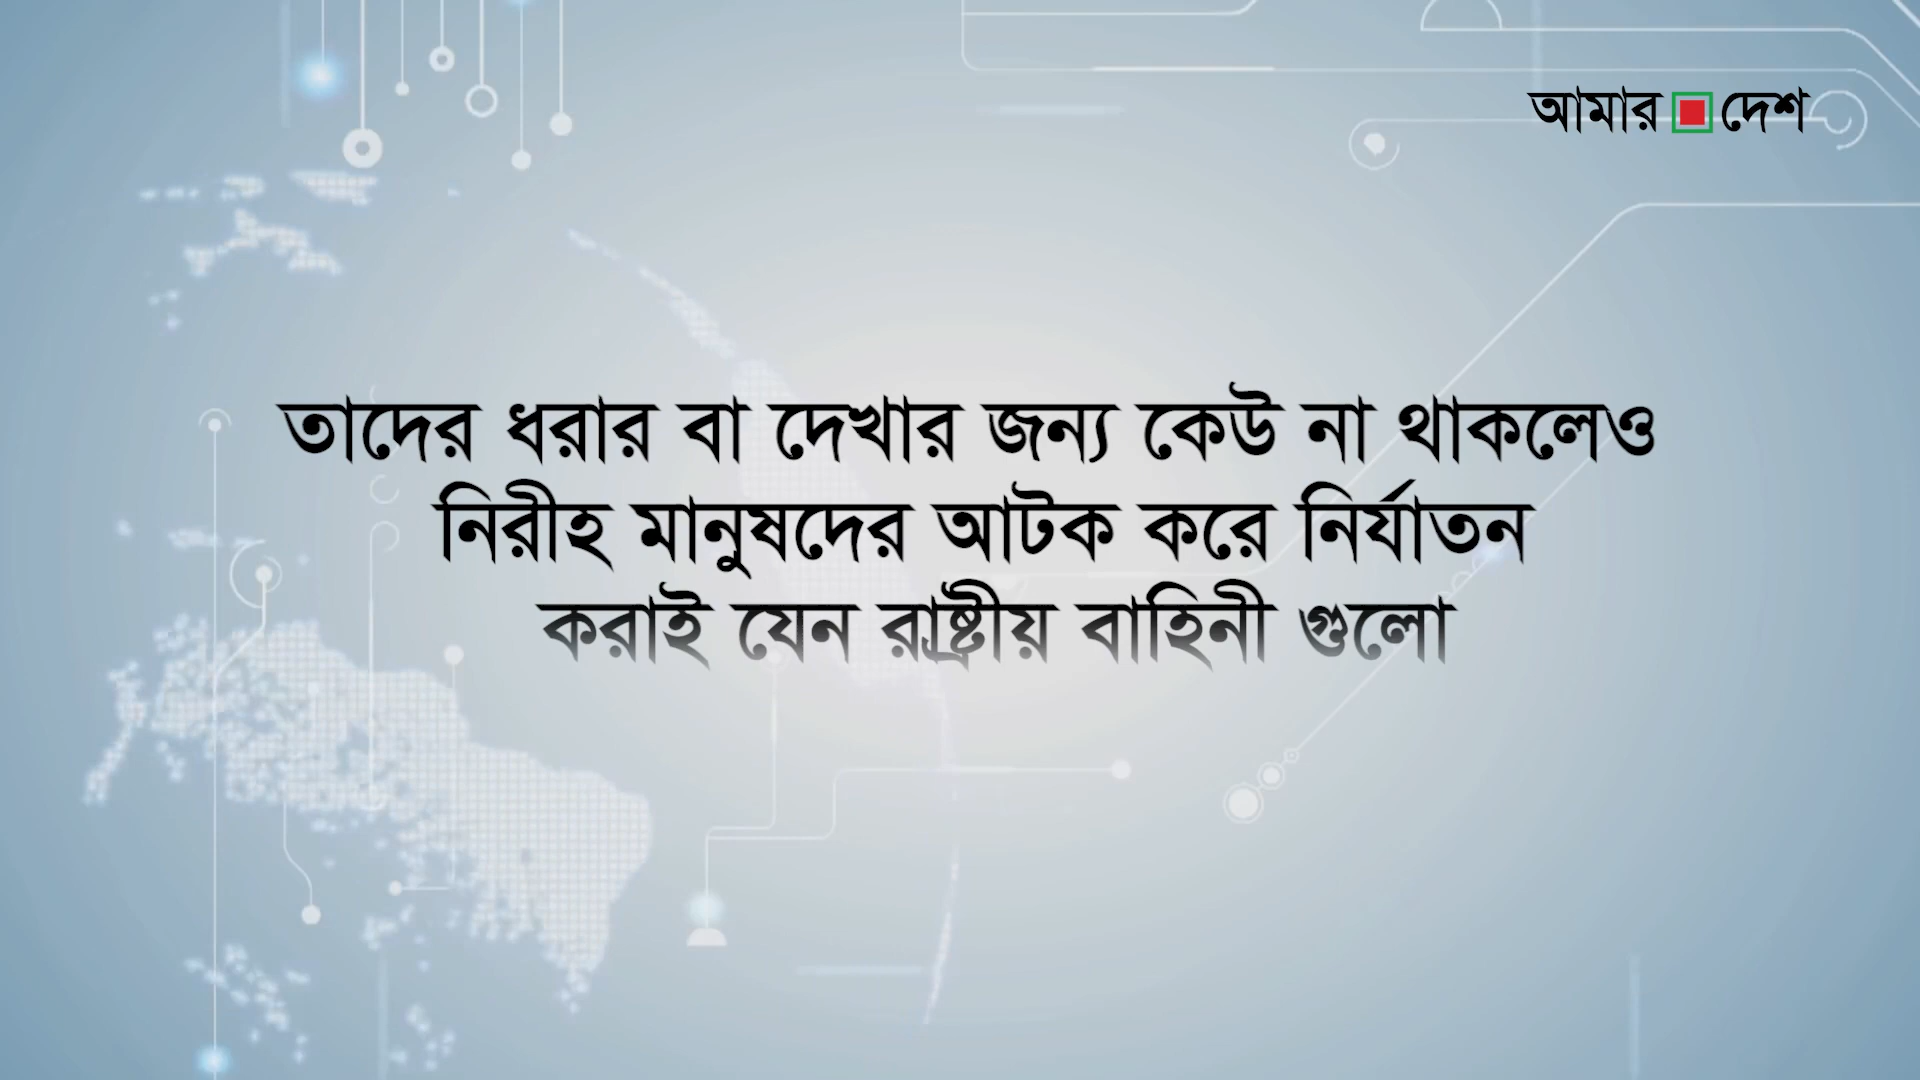 আমার দেশ
তাদের ধরার বা দেখার জন্য কেউ না থাকলেও
নিরীহ মানুষদের আটক করে নির্যাতন
করাই যেন রাষ্ট্রীয় বাহিনী গুলো